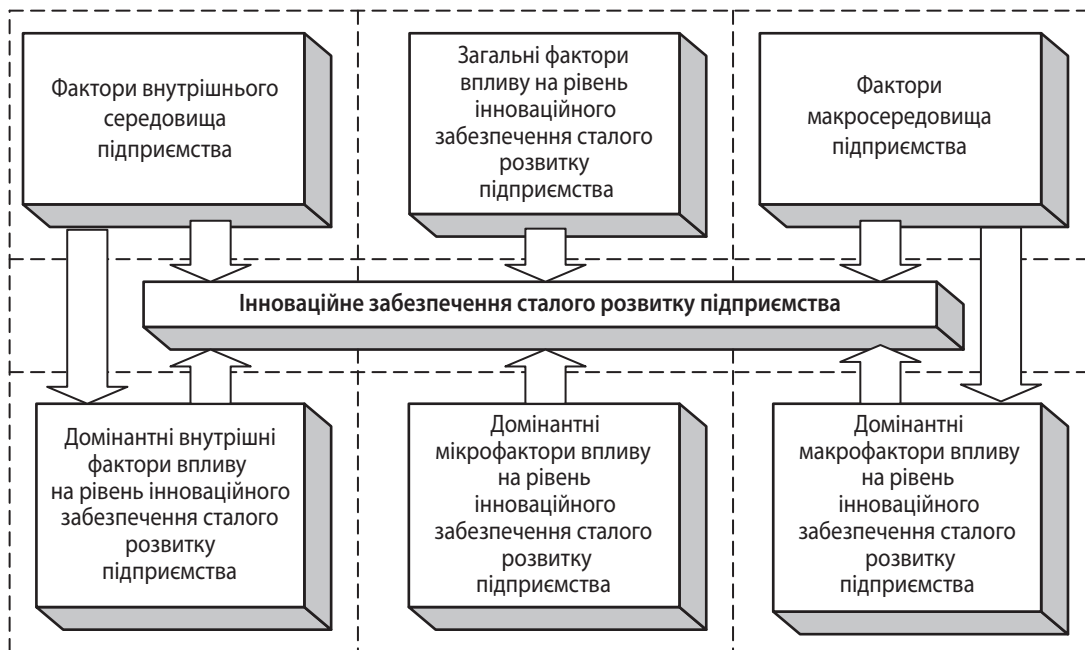 Фактори внутрішнього
середовища
підприємства
Загальні фактори
впливу на рівень
інноваційного
забезпечення сталого
розвитку
підприємства
Фактори
макросередовища
підприємства
Інноваційне забезпечення сталого розвитку підприємства
Домінантні внутрішні
фактори впливу
на рівень інноваційного
забезпечення сталого
розвитку
підприємства
Домінантні
мікрофактори впливу
на рівень
інноваційного
забезпечення сталого
розвитку
підприємства
Домінантні
макрофактори впливу
на рівень
інноваційного
забезпечення сталого
розвитку
підприємства